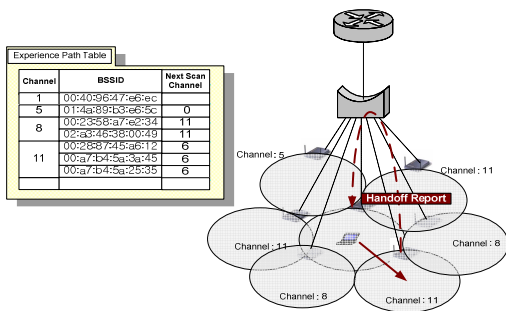 Experience Path Table
Channel BSSID Next Scan Channel
1 00:40:96:47:e6:ec
5 01:4a:89:b3:e6:5c 0
8 00:23:58:a7:e2:34 11
02:a3:46:38:00:49 11
11 00:28:87:45:a6:12 6
00:a7:b4:5a:3a:45 6
00:a7:b4:5a:25:35 6
Channel : 5
Channel : 11
Handoff Report
Channel : 11
Channel : 8
Channel : 8
Channel : 11